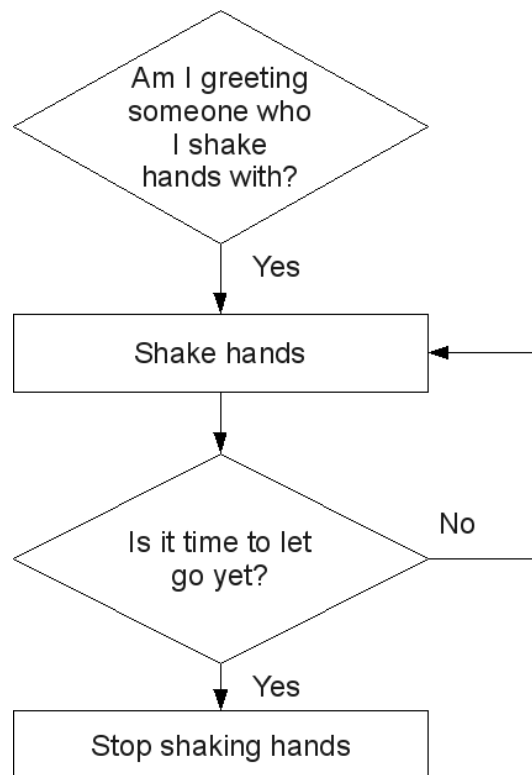 Am I greeting
someone who
I shake
hands with?
Yes
Shake hands
No
Is it time to let
go yet?
Yes
Stop shaking hands